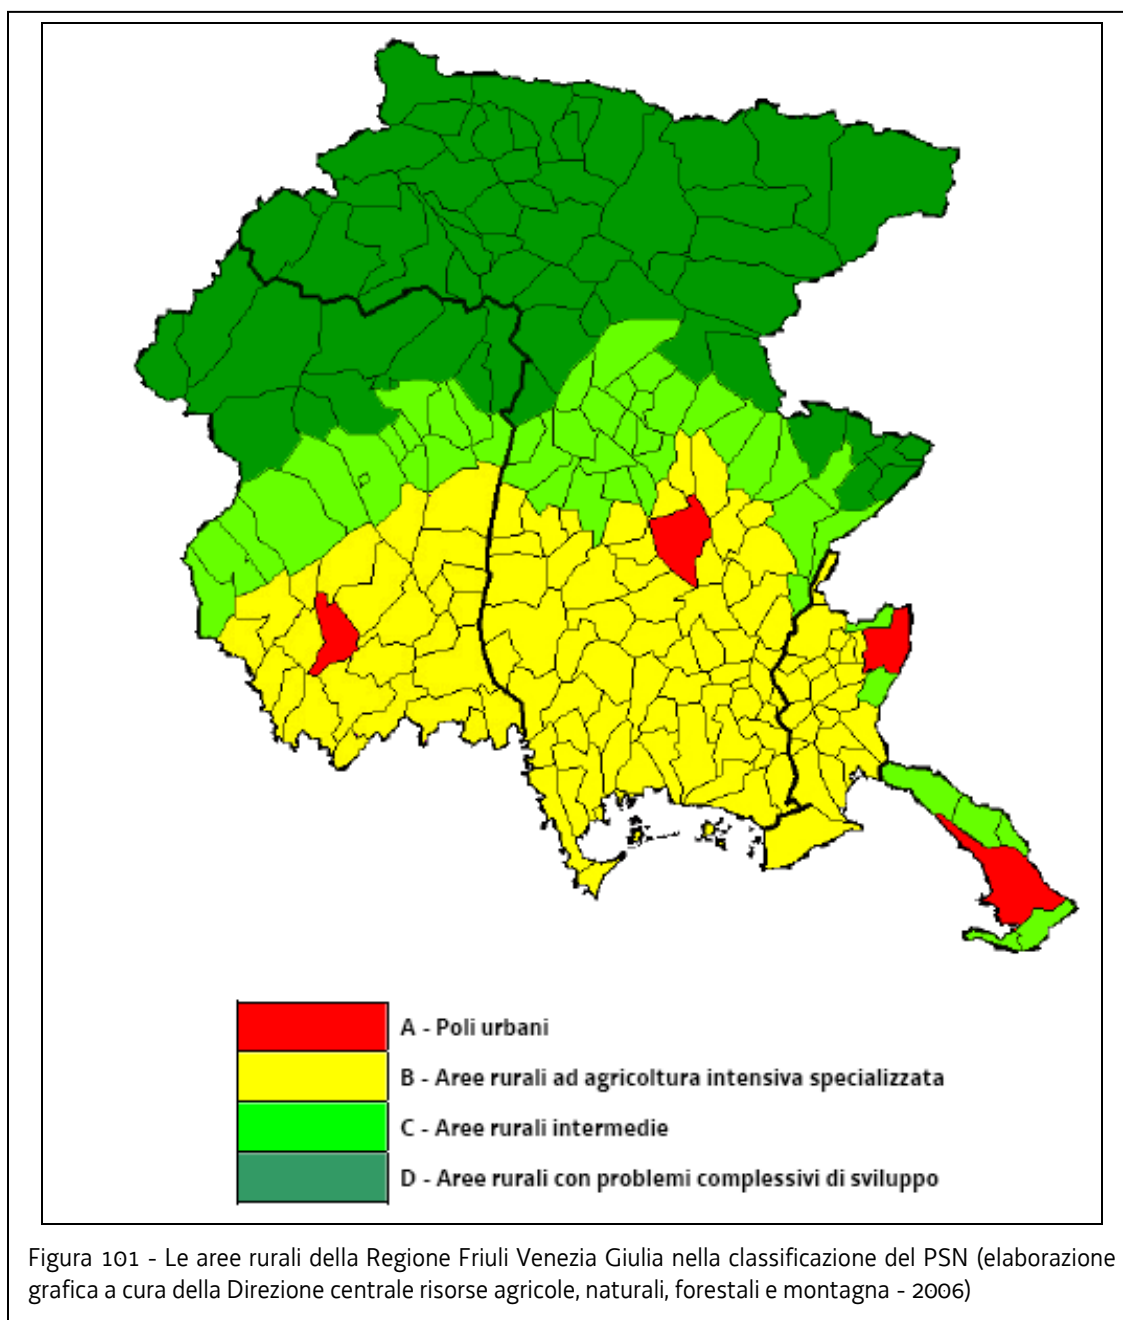 A - Poli urbani
B - Aree rurali ad agricoltura intensiva specializzata
C - Aree rurali intermedie
D - Aree rurali con problemi complessivi di sviluppo
Figura 101 - Le aree rurali della Regione Friuli Venezia Giulia nella classificazione del PSN (elaborazione
grafica a cura della Direzione centrale risorse agricole, naturali, forestali e montagna - 2006)